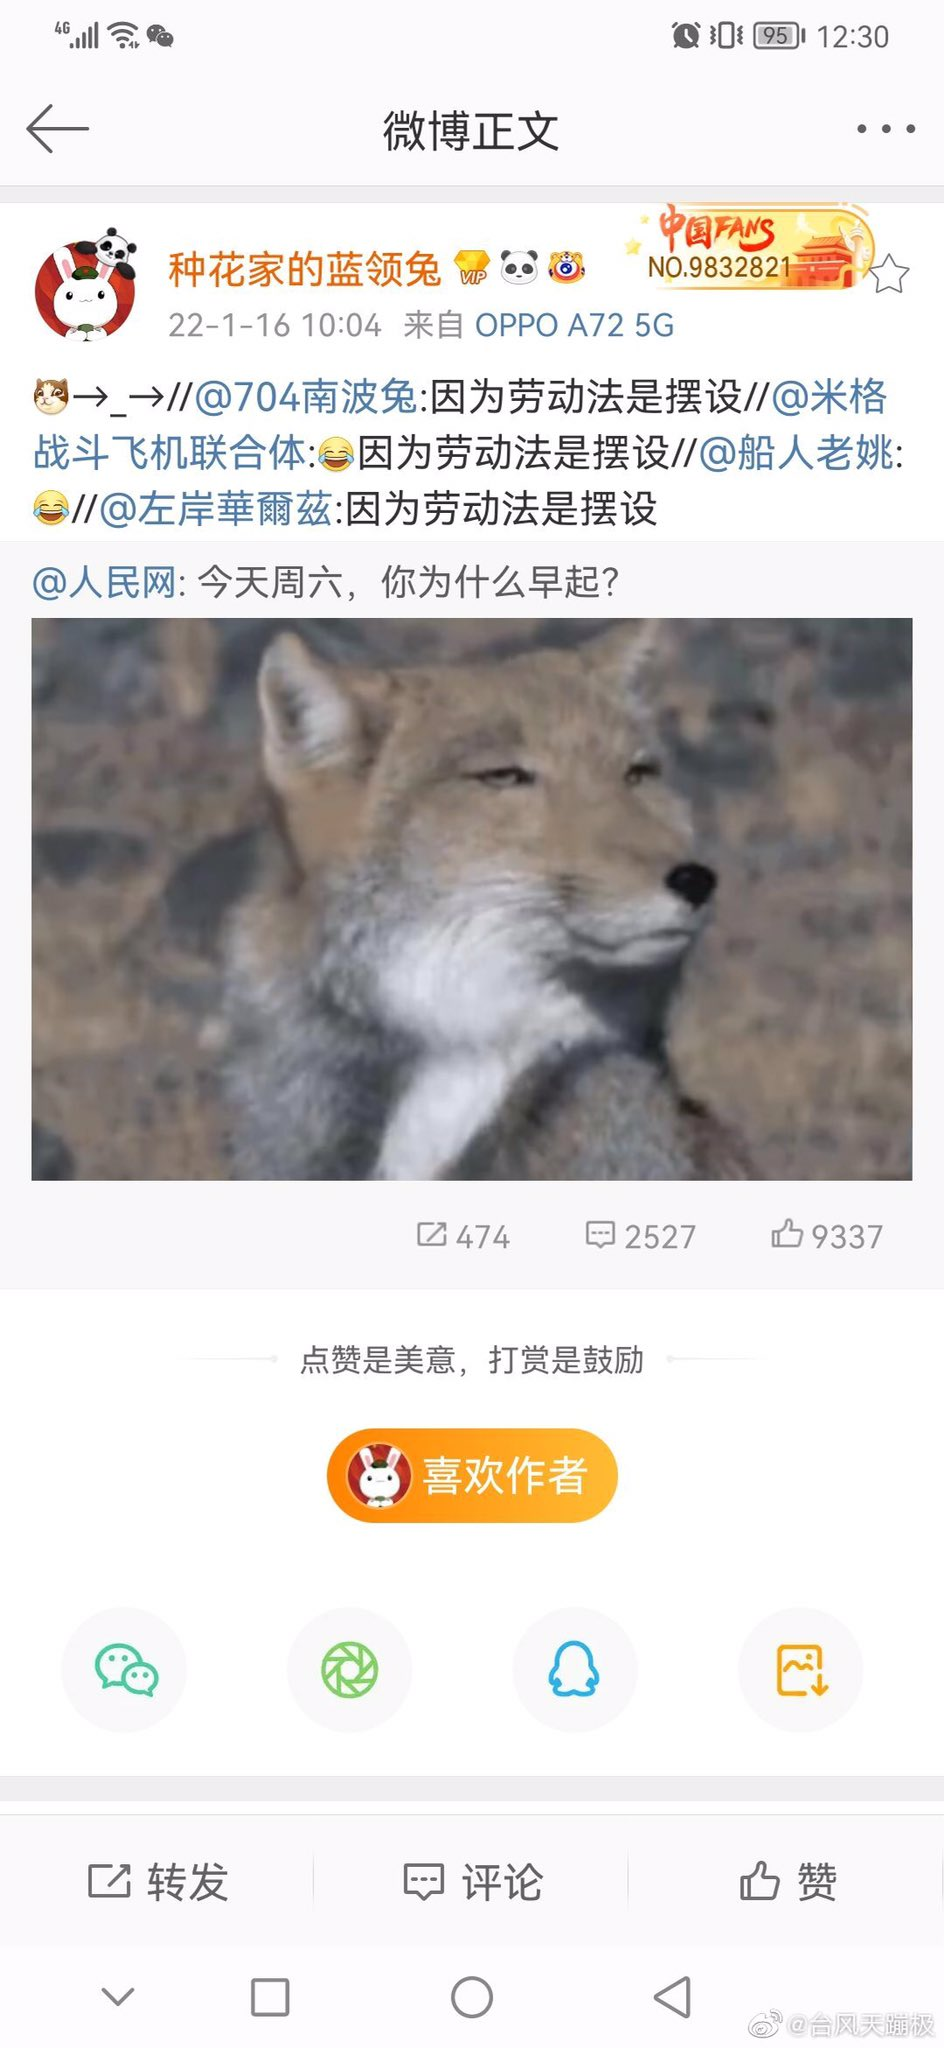 4G 95 12:30
微博正文
种花家的蓝领兔 VIP 中国FANS
NO.9832821
22-1-16 10:04 来自 OPPO A72 5G
→_→//@704南波兔:因为劳动法是摆设//@米格
战斗飞机联合体:😂因为劳动法是摆设//@船人老姚:
😂//@左岸華爾茲:因为劳动法是摆设
@人民网: 今天周六，你为什么早起？
474 2527 9337
点赞是美意，打赏是鼓励
喜欢作者
转发 评论 赞
@台风天蹦极